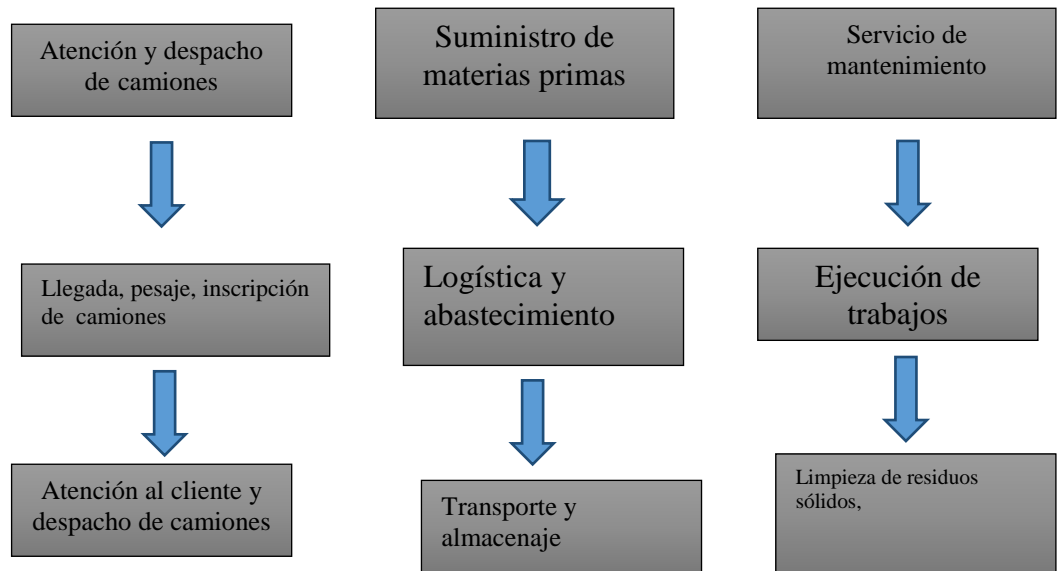 Atención y despacho
de camiones
Suministro de
materias primas
Servicio de
mantenimiento
Llegada, pesaje, inscripción
de camiones
Logística y
abastecimiento
Ejecución de
trabajos
Atención al cliente y
despacho de camiones
Transporte y
almacenaje
Limpieza de residuos
sólidos,